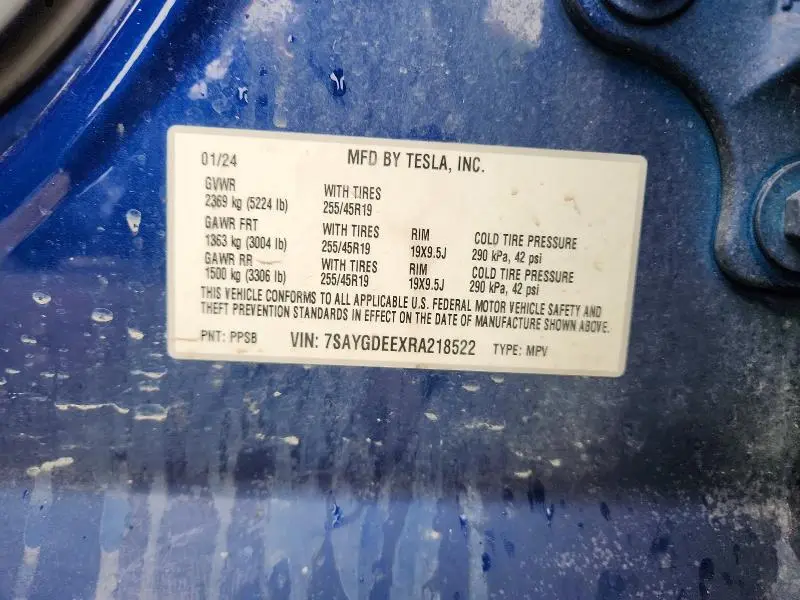 01/24 MFD BY TESLA, INC.
GVWR
2369 kg (5224 lb) WITH TIRES
255/45R19
GAWR FRT WITH TIRES RIM COLD TIRE PRESSURE
1363 kg (3004 lb) 255/45R19 19X9.5J 290 kPa, 42 psi
GAWR RR WITH TIRES RIM COLD TIRE PRESSURE
1500 kg (3306 lb) 255/45R19 19X9.5J 290 kPa, 42 psi
THIS VEHICLE CONFORMS TO ALL APPLICABLE U.S. FEDERAL MOTOR VEHICLE SAFETY AND
THEFT PREVENTION STANDARDS IN EFFECT ON THE DATE OF MANUFACTURE SHOWN ABOVE.
PNT: PPSB VIN: 7SAYGDEEXRA218522 TYPE: MPV